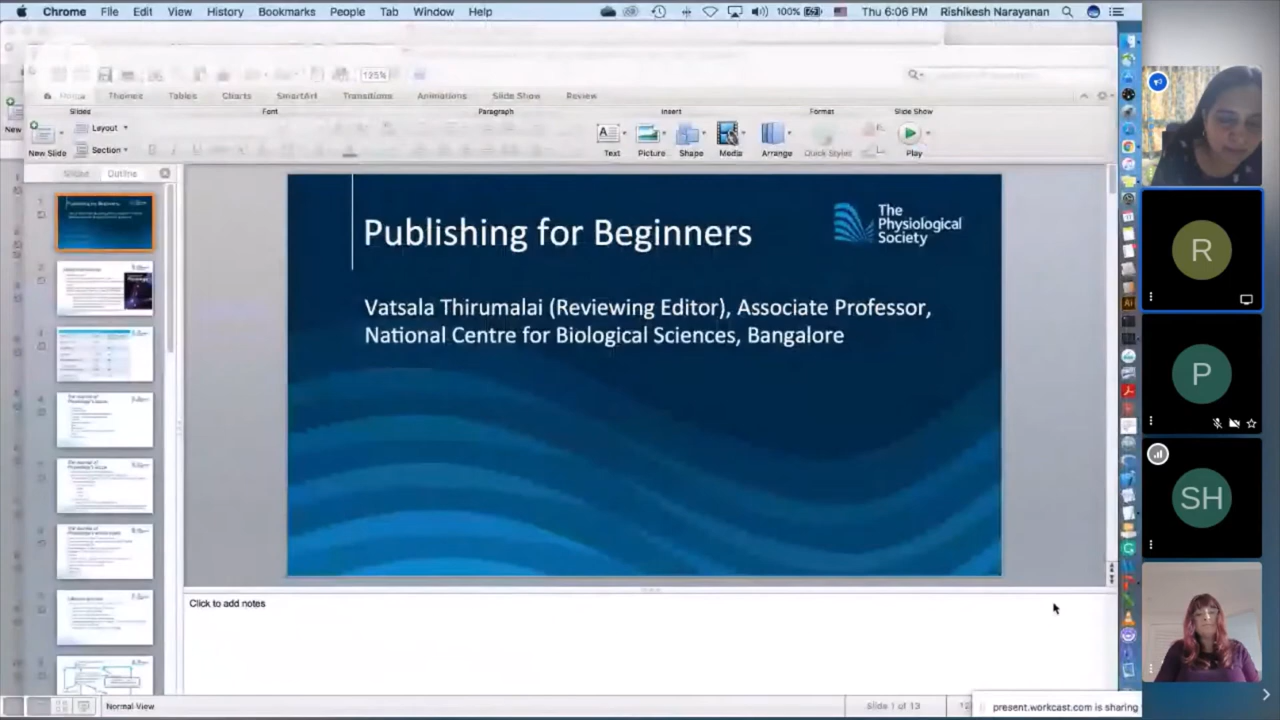 Chrome File Edit View History Bookmarks People Tab Window Help
100% Thu 6:06 PM Rishikesh Narayanan
125%
Home Themes Tables Charts SmartArt Transitions Animations Slide Show Review
Slides Font Paragraph Insert Format Slide Show
New
New Slide
Layout
Section
Text Picture Shape Media Arrange Quick Styles Play
Slides Outline
Publishing for Beginners
The
Physiological
Society
Vatsala Thirumalai (Reviewing Editor), Associate Professor,
National Centre for Biological Sciences, Bangalore
R
P
SH
Click to add notes
Normal View
Slide 1 of 13
present.workcast.com is sharing